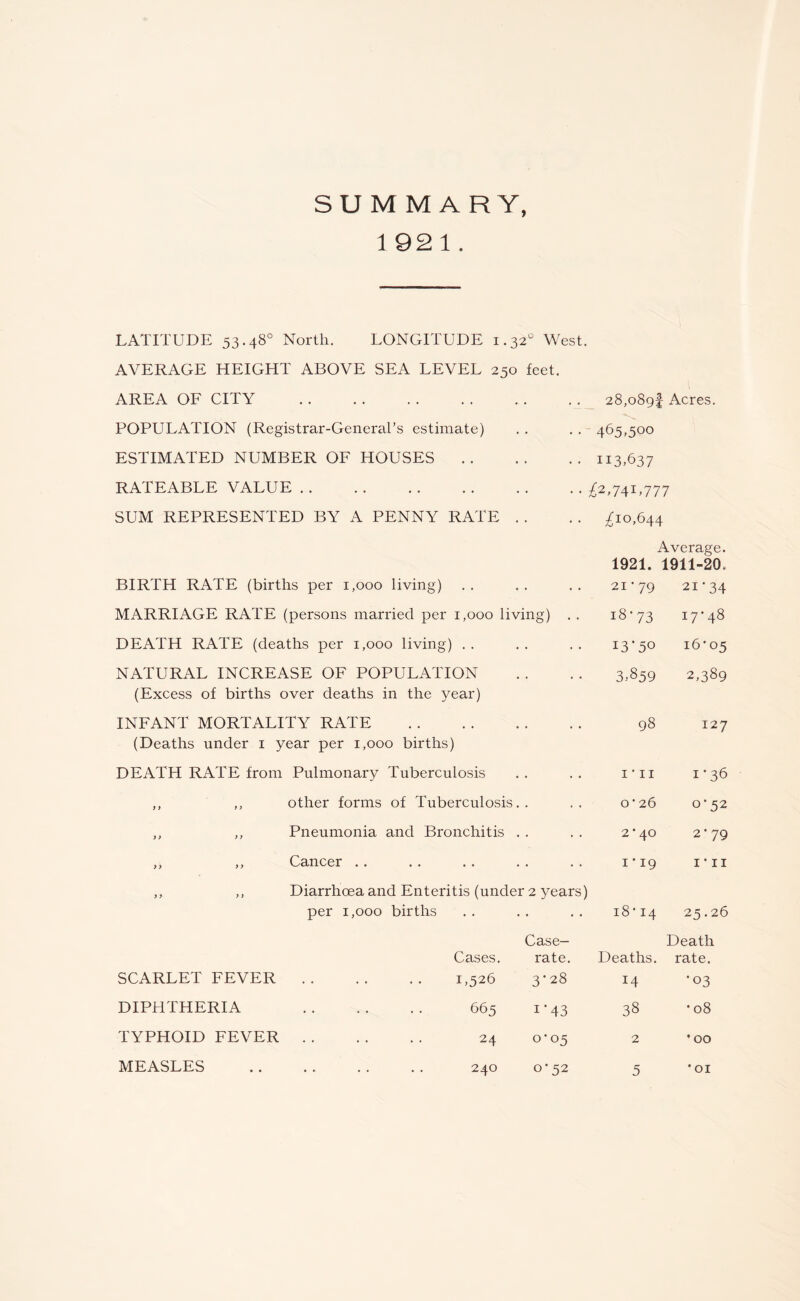 SUMMARY,
1921.
LATITUDE 53.48° North. LONGITUDE 1.32° West.
AVERAGE HEIGHT ABOVE SEA LEVEL 250 feet.
AREA OF CITY .. .. .. .. .. .. 28,089¾ Acres.
POPULATION (Registrar-General's estimate) .. .. 465,500
ESTIMATED NUMBER OF HOUSES .. .. .. 113,637
RATEABLE VALUE .. .. .. .. .. .. £2,741,777
SUM REPRESENTED BY A PENNY RATE .. .. £10,644
Average.
1921. 1911-20.
BIRTH RATE (births per 1,000 living) .. .. .. 21·79 21·34
MARRIAGE RATE (persons married per 1,000 living) .. 18·73 17·48
DEATH RATE (deaths per 1,000 living) .. .. .. 13·50 16·05
NATURAL INCREASE OF POPULATION .. .. 3,859 2,389
(Excess of births over deaths in the year)
INFANT MORTALITY RATE .. .. .. .. 98 127
(Deaths under 1 year per 1,000 births)
DEATH RATE from Pulmonary Tuberculosis .. .. 1·11 1·36
,, ,, other forms of Tuberculosis.. .. 0·26 0·52
,, ,, Pneumonia and Bronchitis .. .. 2·40 2·79
,, ,, Cancer .. .. .. .. .. 1·19 1·11
,, ,, Diarrhœa and Enteritis (under 2 years)
per 1,000 births .. .. .. 18·14 25.26
Case- Death
Cases. rate. Deaths. rate.
SCARLET FEVER .. .. .. 1,526 3·28 14 ·03
DIPHTHERIA .. .. .. 665 1·43 38 ·08
TYPHOID FEVER .. .. .. 24 0·05 2 ·00
MEASLES .. .. .. .. 240 0·52 5 ·01